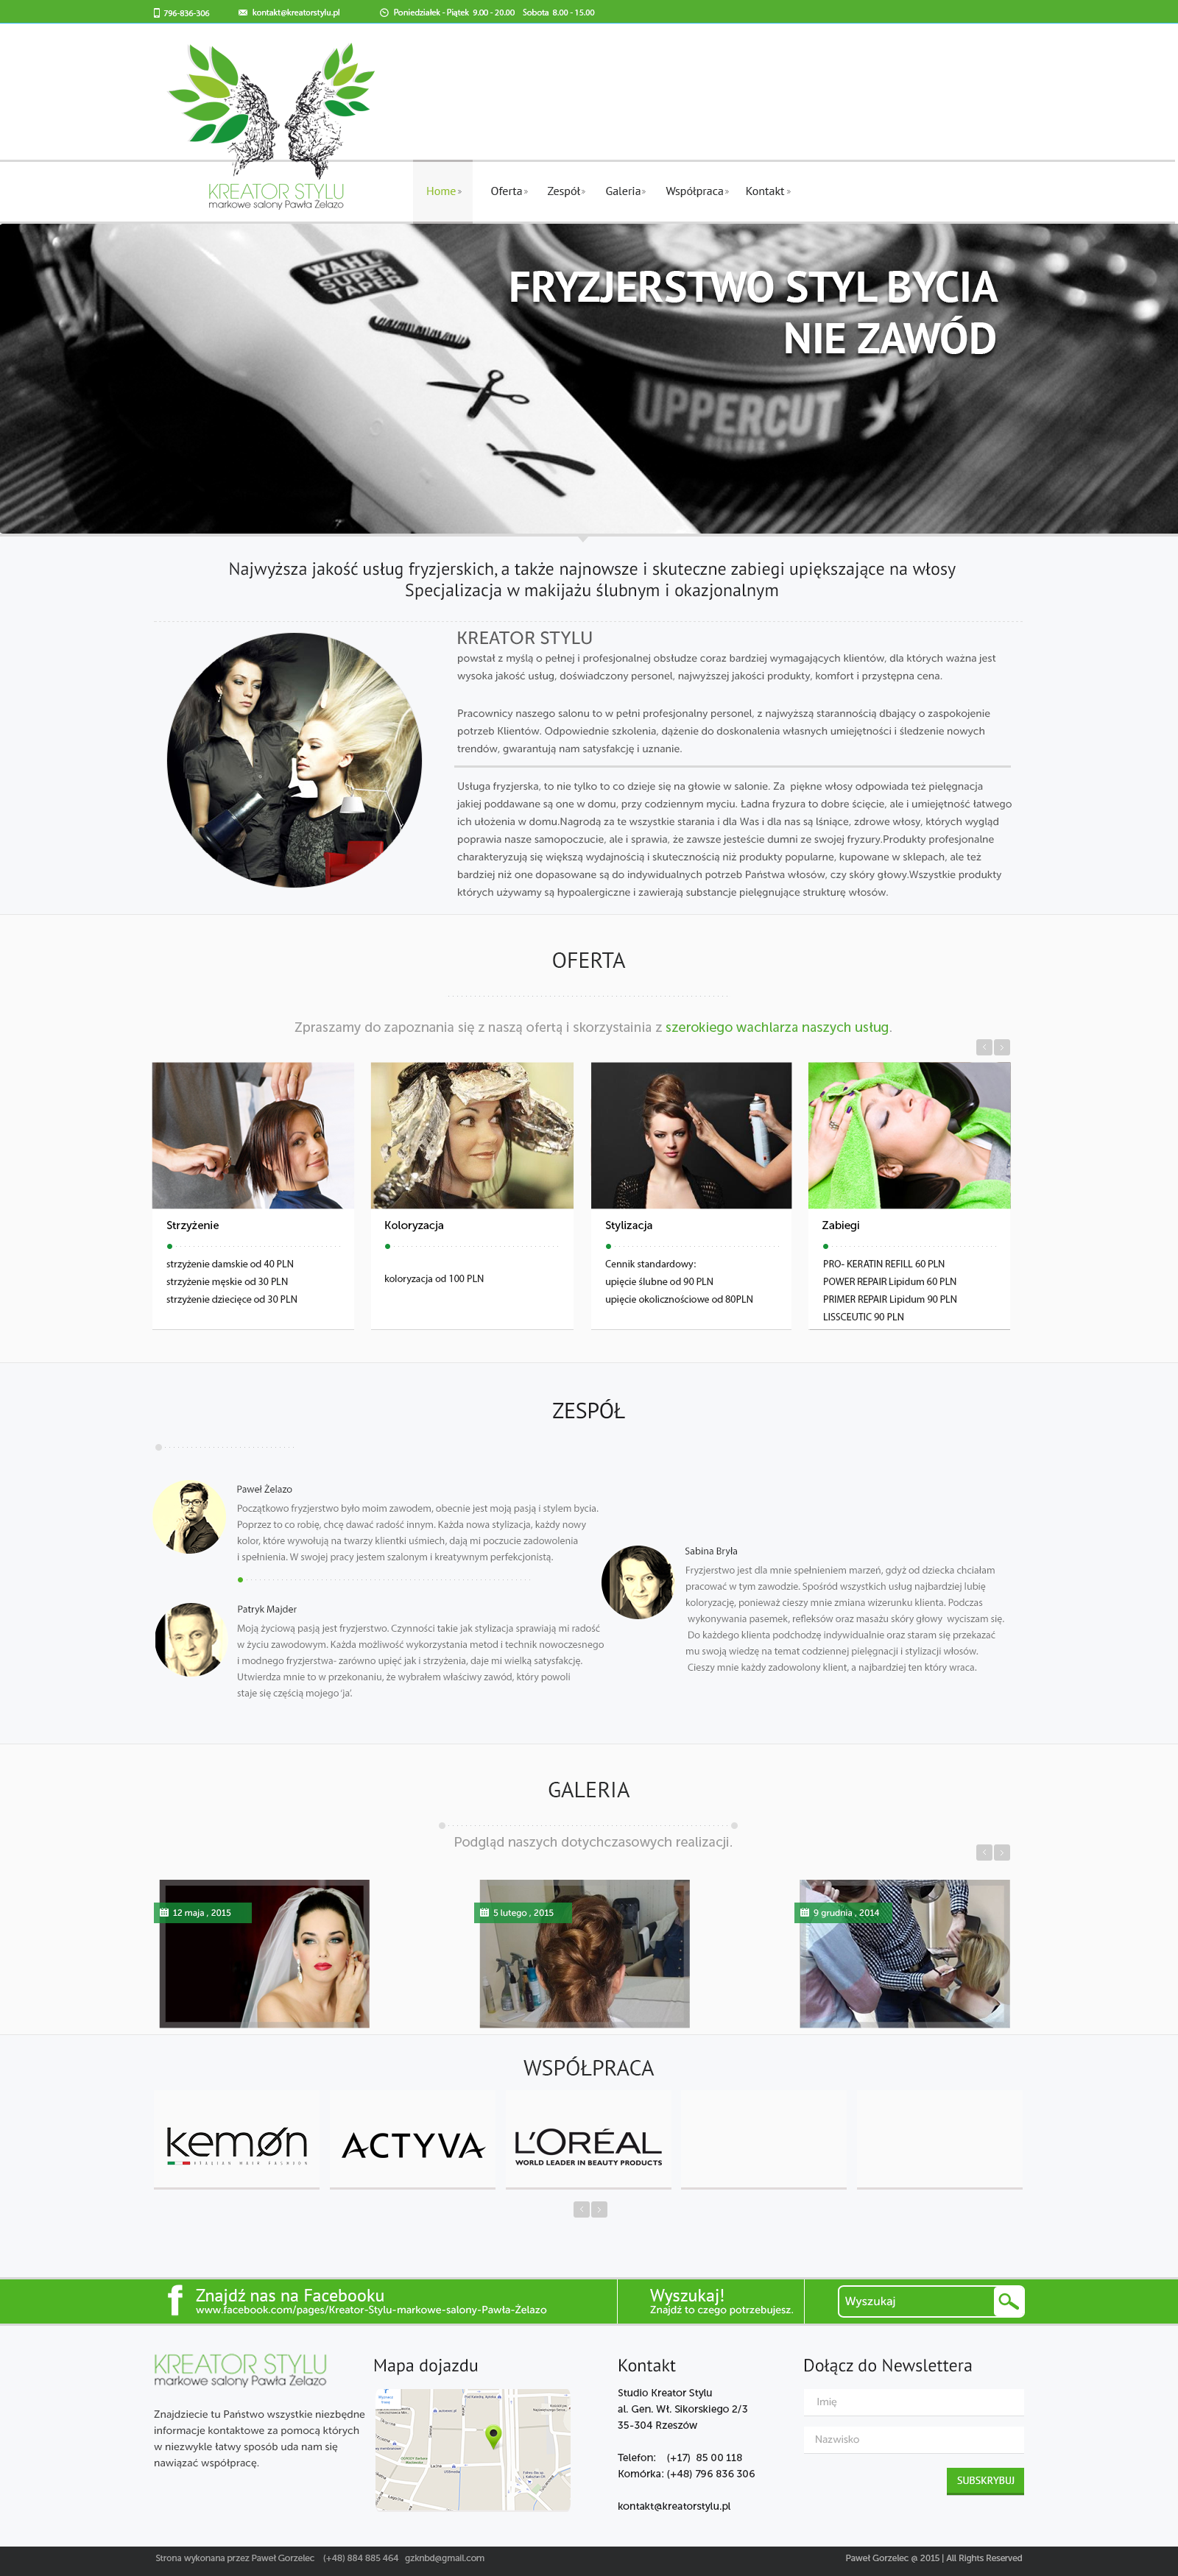 796-836-306 kontakt@kreatorstylu.pl Poniedziałek - Piątek 9.00 - 20.00 Sobota 8.00 - 15.00
KREATOR STYLU
markowe salony Pawła Żelazo
Home » Oferta » Zespół » Galeria » Współpraca » Kontakt »
WAHL
SUPER
TAPER
FRYZJERSTWO STYL BYCIA
NIE ZAWÓD
UPPERCUT
DELUXE
Najwyższa jakość usług fryzjerskich, a także najnowsze i skuteczne zabiegi upiększające na włosy
Specjalizacja w makijażu ślubnym i okazjonalnym
KREATOR STYLU
powstał z myślą o pełnej i profesjonalnej obsłudze coraz bardziej wymagających klientów, dla których ważna jest
wysoka jakość usług, doświadczony personel, najwyższej jakości produkty, komfort i przystępna cena.
Pracownicy naszego salonu to w pełni profesjonalny personel, z najwyższą starannością dbający o zaspokojenie
potrzeb Klientów. Odpowiednie szkolenia, dążenie do doskonalenia własnych umiejętności i śledzenie nowych
trendów, gwarantują nam satysfakcję i uznanie.
Usługa fryzjerska, to nie tylko to co dzieje się na głowie w salonie. Za piękne włosy odpowiada też pielęgnacja
jakiej poddawane są one w domu, przy codziennym myciu. Ładna fryzura to dobre ścięcie, ale i umiejętność łatwego
ich ułożenia w domu.Nagrodą za te wszystkie starania i dla Was i dla nas są lśniące, zdrowe włosy, których wygląd
poprawia nasze samopoczucie, ale i sprawia, że zawsze jesteście dumni ze swojej fryzury.Produkty profesjonalne
charakteryzują się większą wydajnością i skutecznością niż produkty popularne, kupowane w sklepach, ale też
bardziej niż one dopasowane są do indywidualnych potrzeb Państwa włosów, czy skóry głowy.Wszystkie produkty
których używamy są hypoalergiczne i zawierają substancje pielęgnujące strukturę włosów.
OFERTA
Zpraszamy do zapoznania się z naszą ofertą i skorzystainia z szerokiego wachlarza naszych usług.
Strzyżenie
strzyżenie damskie od 40 PLN
strzyżenie męskie od 30 PLN
strzyżenie dziecięce od 30 PLN
Koloryzacja
koloryzacja od 100 PLN
Stylizacja
Cennik standardowy:
upięcie ślubne od 90 PLN
upięcie okolicznościowe od 80PLN
Zabiegi
PRO- KERATIN REFILL 60 PLN
POWER REPAIR Lipidum 60 PLN
PRIMER REPAIR Lipidum 90 PLN
LISSCEUTIC 90 PLN
ZESPÓŁ
Paweł Żelazo
Początkowo fryzjerstwo było moim zawodem, obecnie jest moją pasją i stylem bycia.
Poprzez to co robię, chcę dawać radość innym. Każda nowa stylizacja, każdy nowy
kolor, które wywołują na twarzy klientki uśmiech, dają mi poczucie zadowolenia
i spełnienia. W swojej pracy jestem szalonym i kreatywnym perfekcjonistą.
Patryk Majder
Moją życiową pasją jest fryzjerstwo. Czynności takie jak stylizacja sprawiają mi radość
w życiu zawodowym. Każda możliwość wykorzystania metod i technik nowoczesnego
i modnego fryzjerstwa- zarówno upięć jak i strzyżenia, daje mi wielką satysfakcję.
Utwierdza mnie to w przekonaniu, że wybrałem właściwy zawód, który powoli
staje się częścią mojego 'ja'.
Sabina Bryła
Fryzjerstwo jest dla mnie spełnieniem marzeń, gdyż od dziecka chciałam
pracować w tym zawodzie. Spośród wszystkich usług najbardziej lubię
koloryzację, ponieważ cieszy mnie zmiana wizerunku klienta. Podczas
wykonywania pasemek, refleksów oraz masażu skóry głowy wyciszam się.
Do każdego klienta podchodzę indywidualnie oraz staram się przekazać
mu swoją wiedzę na temat codziennej pielęgnacji i stylizacji włosów.
Cieszy mnie każdy zadowolony klient, a najbardziej ten który wraca.
GALERIA
Podgląd naszych dotychczasowych realizacji.
12 maja , 2015
5 lutego , 2015
9 grudnia , 2014
WSPÓŁPRACA
kemøn
ITALIAN HAIR FASHION
ACTYVA
L'ORÉAL
WORLD LEADER IN BEAUTY PRODUCTS
Znajdź nas na Facebooku
www.facebook.com/pages/Kreator-Stylu-markowe-salony-Pawła-Żelazo
Wyszukaj!
Znajdź to czego potrzebujesz.
Wyszukaj
KREATOR STYLU
markowe salony Pawła Żelazo
Znajdziecie tu Państwo wszystkie niezbędne
informacje kontaktowe za pomocą których
w niezwykle łatwy sposób uda nam się
nawiązać współpracę.
Mapa dojazdu
Kontakt
Studio Kreator Stylu
al. Gen. Wł. Sikorskiego 2/3
35-304 Rzeszów
Telefon: (+17) 85 00 118
Komórka: (+48) 796 836 306
kontakt@kreatorstylu.pl
Dołącz do Newslettera
Imię
Nazwisko
SUBSKRYBUJ
Strona wykonana przez Paweł Gorzelec (+48) 884 885 464 gzknbd@gmail.com
Paweł Gorzelec @ 2015 | All Rights Reserved